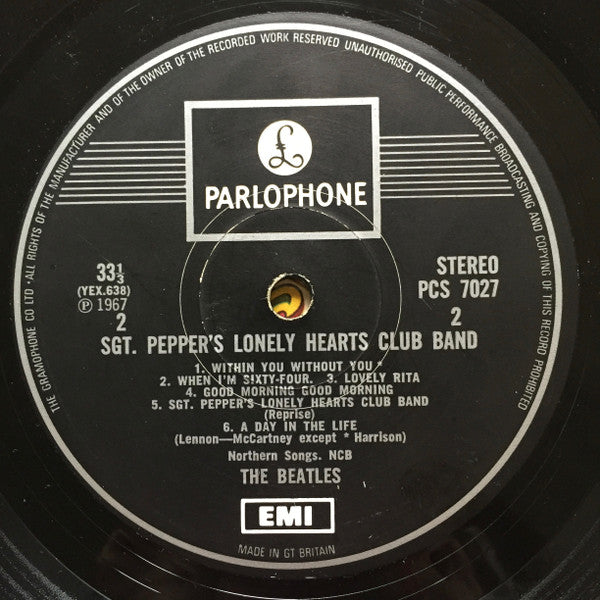 THE GRAMOPHONE CO LTD · ALL RIGHTS OF THE MANUFACTURER AND OF THE OWNER OF THE RECORDED WORK RESERVED UNAUTHORISED PUBLIC PERFORMANCE BROADCASTING AND COPYING OF THIS RECORD PROHIBITED
£
PARLOPHONE
33⅓
(YEX.638)
Ⓟ 1967
2
STEREO
PCS 7027
2
SGT. PEPPER'S LONELY HEARTS CLUB BAND
1. WITHIN YOU WITHOUT YOU *
2. WHEN I'M SIXTY-FOUR. 3. LOVELY RITA
4. GOOD MORNING GOOD MORNING
5. SGT. PEPPER'S LONELY HEARTS CLUB BAND
(Reprise)
6. A DAY IN THE LIFE
(Lennon—McCartney except * Harrison)
Northern Songs. NCB
THE BEATLES
EMI
MADE IN GT BRITAIN